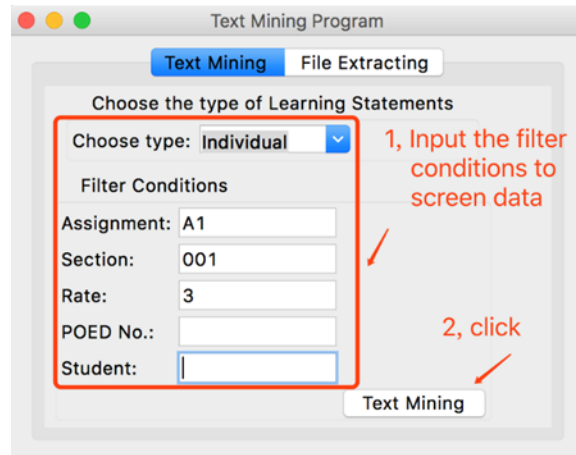 Text Mining Program
Text Mining File Extracting
Choose the type of Learning Statements
Choose type: Individual
1, Input the filter
conditions to
screen data
Filter Conditions
Assignment: A1
Section: 001
Rate: 3
POED No.:
Student:
2, click
Text Mining